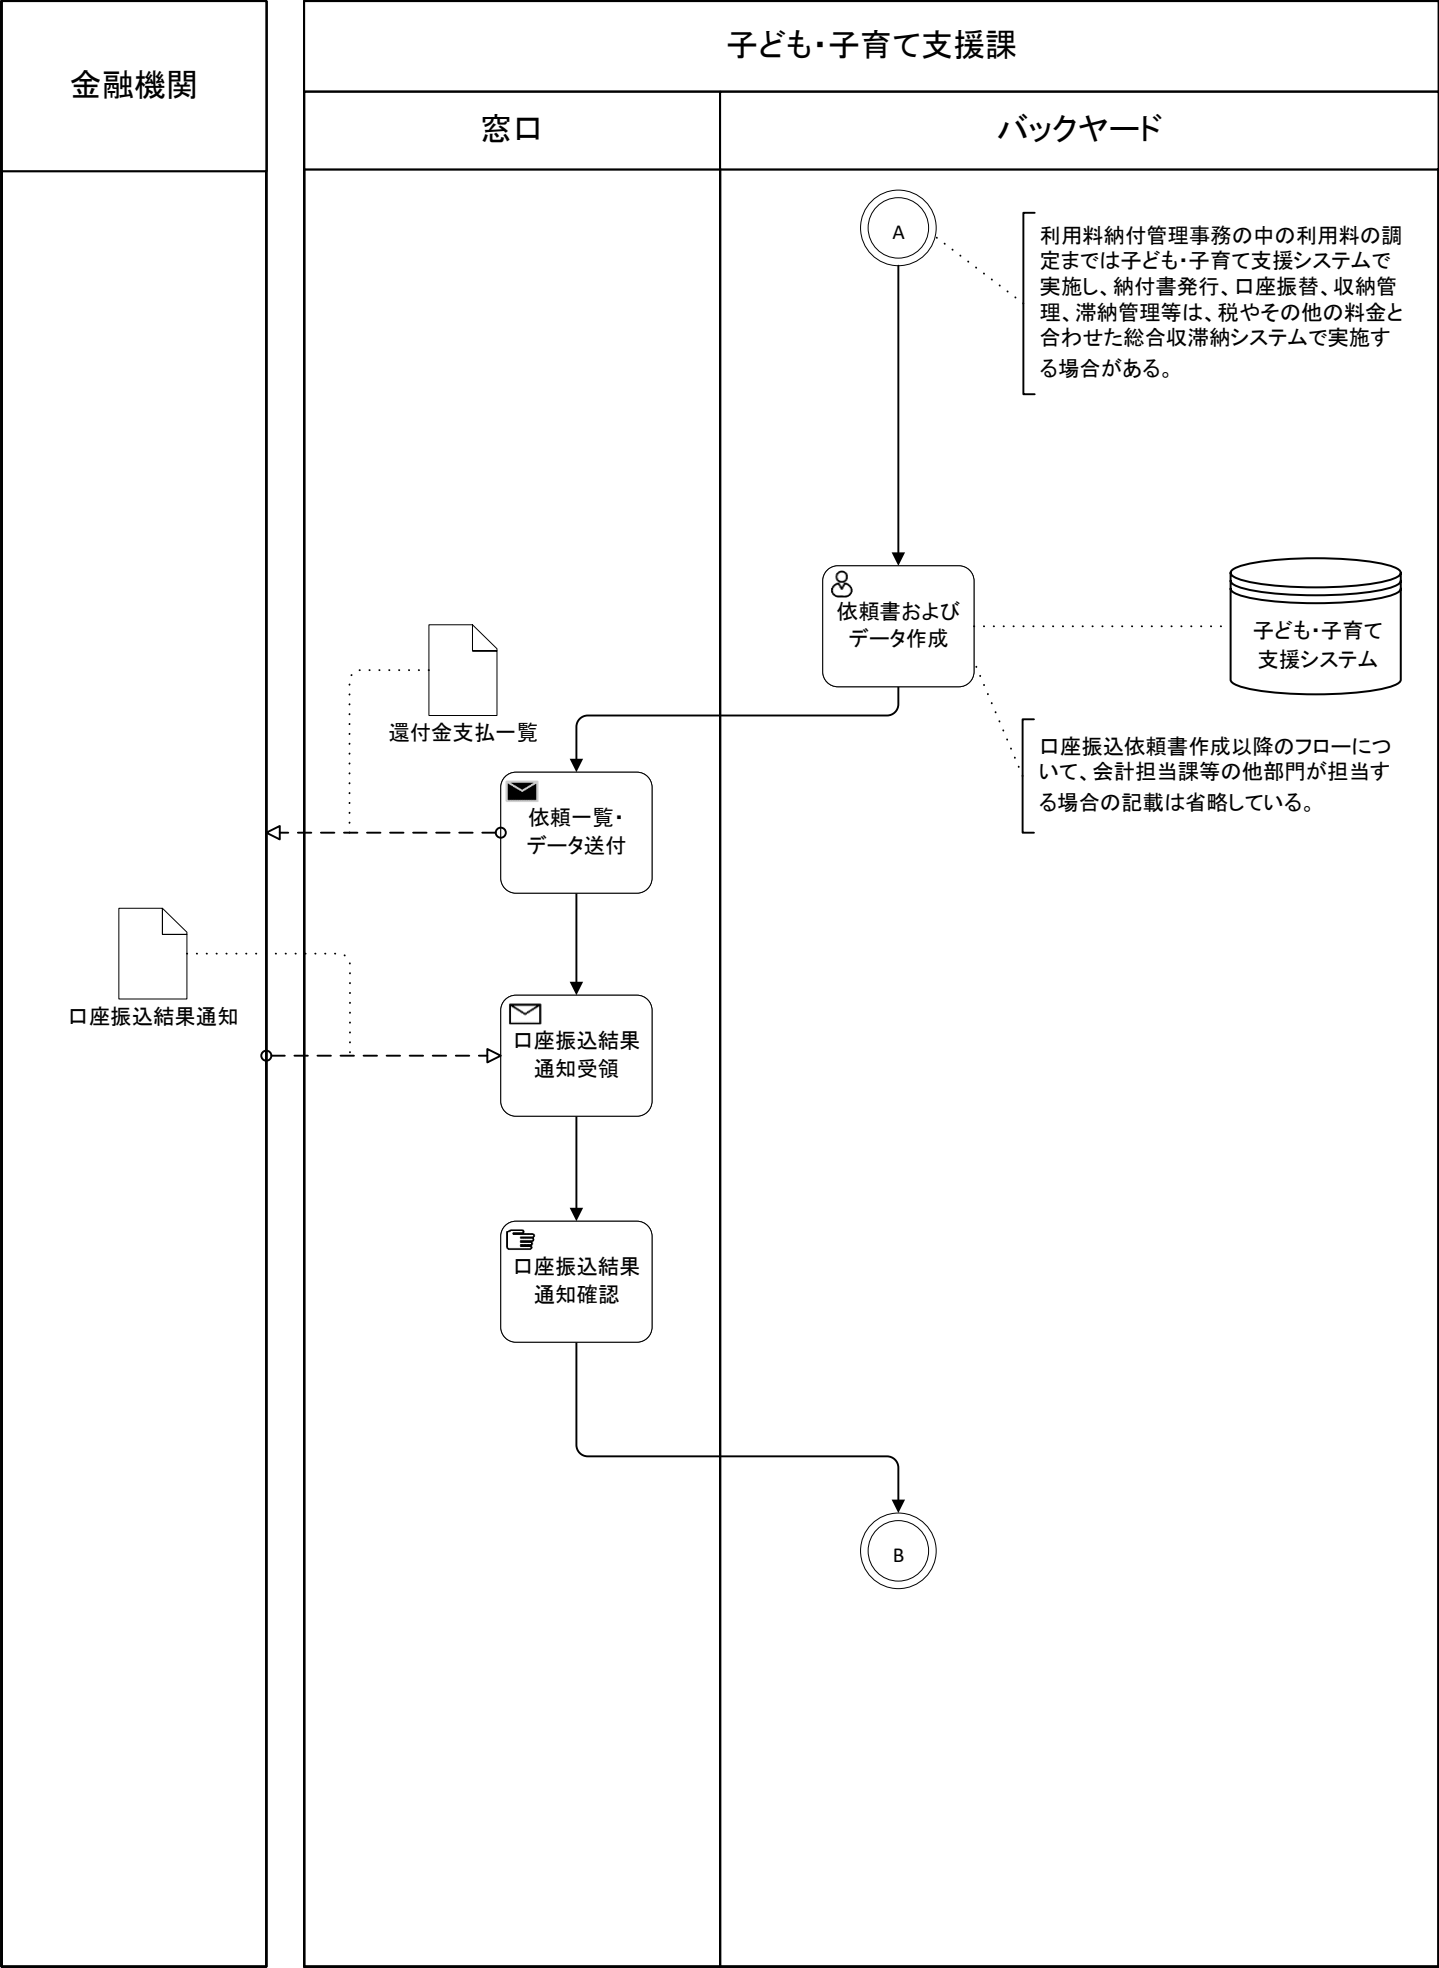 金融機関
子ども・子育て支援課
窓口
バックヤード
A
利用料納付管理事務の中の利用料の調
定までは子ども・子育て支援システムで
実施し、納付書発行、口座振替、収納管
理、滞納管理等は、税やその他の料金と
合わせた総合収滞納システムで実施す
る場合がある。
依頼書および
データ作成
子ども・子育て
支援システム
還付金支払一覧
口座振込依頼書作成以降のフローにつ
いて、会計担当課等の他部門が担当す
る場合の記載は省略している。
依頼一覧・
データ送付
口座振込結果通知
口座振込結果
通知受領
口座振込結果
通知確認
B